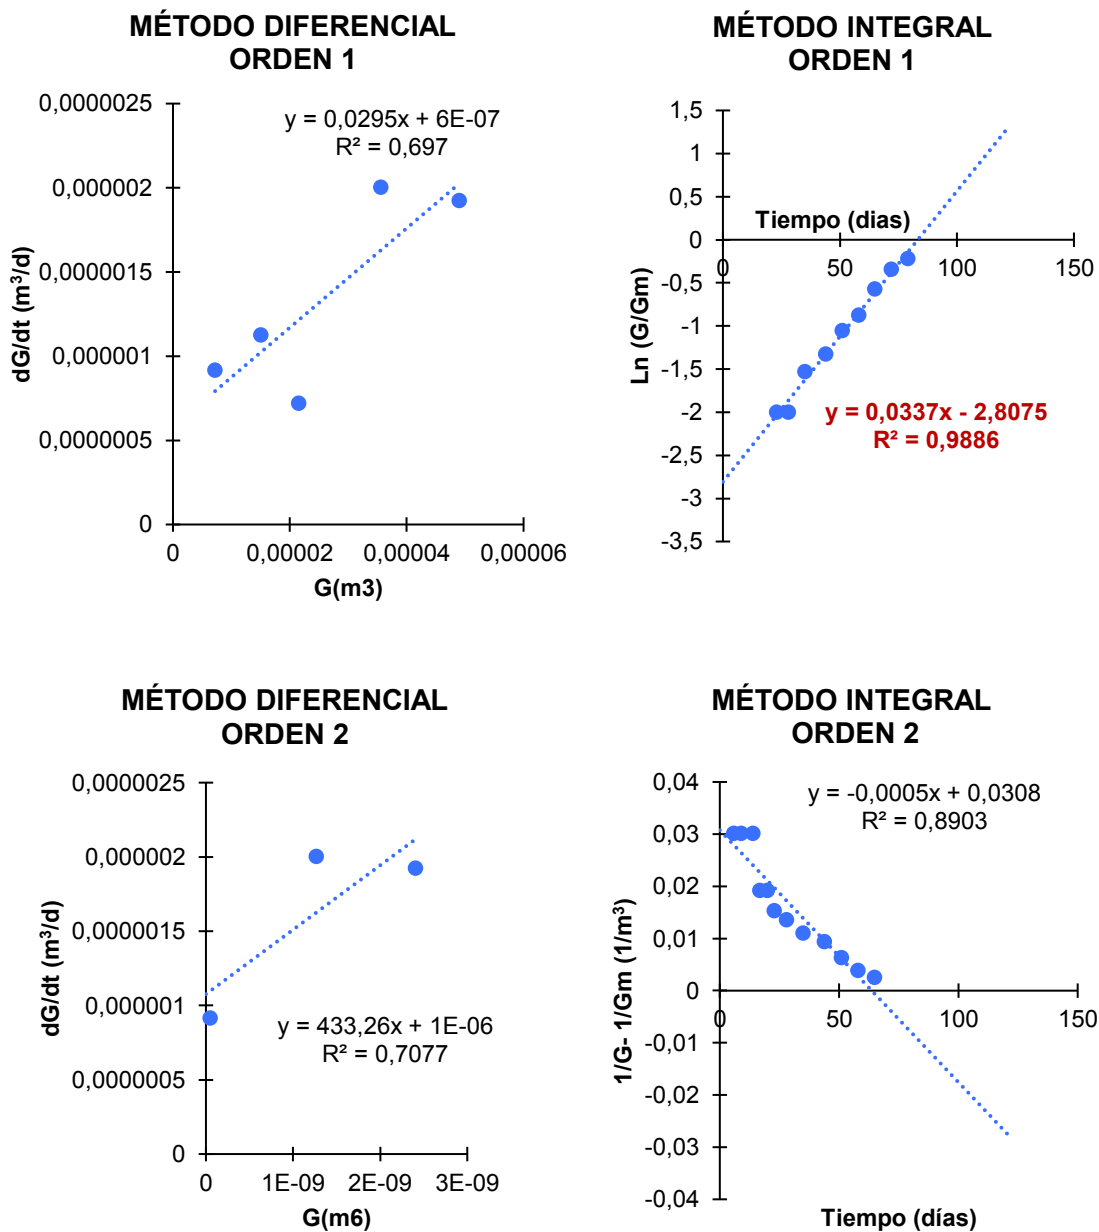 MÉTODO DIFERENCIAL
ORDEN 1
0,0000025
0,000002
0,0000015
0,000001
0,0000005
0
y = 0,0295x + 6E-07
R² = 0,697
dG/dt (m³/d)
0
0,00002
0,00004
0,00006
G(m3)
MÉTODO INTEGRAL
ORDEN 1
1,5
1
0,5
0
-0,5
-1
-1,5
-2
-2,5
-3
-3,5
Tiempo (dias)
0
50
100
150
Ln (G/Gm)
y = 0,0337x - 2,8075
R² = 0,9886
MÉTODO DIFERENCIAL
ORDEN 2
0,0000025
0,000002
0,0000015
0,000001
0,0000005
0
dG/dt (m³/d)
y = 433,26x + 1E-06
R² = 0,7077
0
1E-09
2E-09
3E-09
G(m6)
MÉTODO INTEGRAL
ORDEN 2
0,04
0,03
0,02
0,01
0
-0,01
-0,02
-0,03
-0,04
y = -0,0005x + 0,0308
R² = 0,8903
1/G- 1/Gm (1/m³)
0
50
100
150
Tiempo (días)